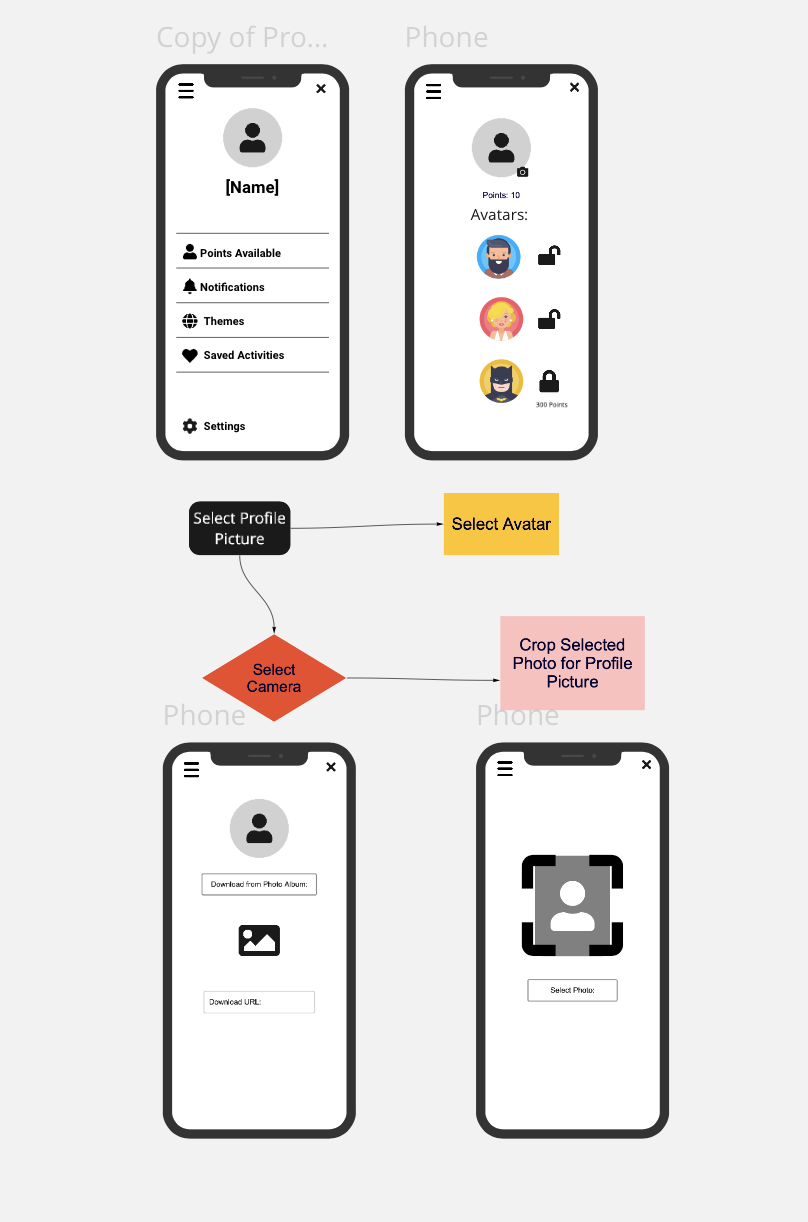 Copy of Pro...
Phone
[Name]
Points Available
Notifications
Themes
Saved Activities
Settings
Points: 10
Avatars:
300 Points
Select Profile
Picture
Select Avatar
Select
Camera
Crop Selected
Photo for Profile
Picture
Phone
Phone
Download from Photo Album:
Download URL:
Select Photo: